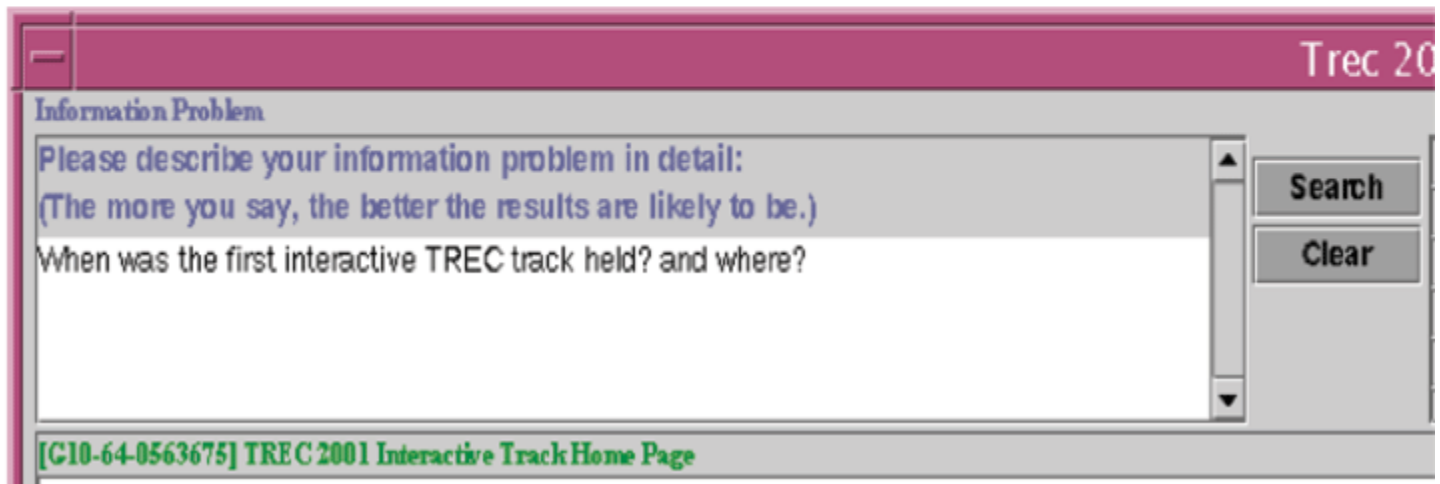 Trec 20
Information Problem
Please describe your information problem in detail:
(The more you say, the better the results are likely to be.)
Search
When was the first interactive TREC track held? and where?
Clear
[G10-64-0563675] TREC 2001 Interactive Track Home Page